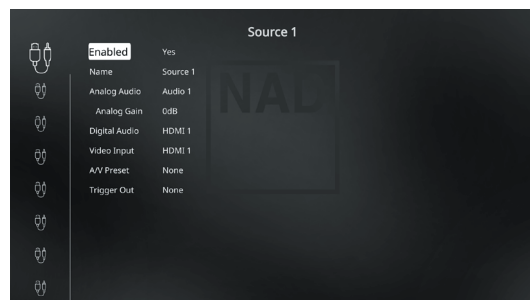 Source 1
Enabled Yes
Name Source 1
Analog Audio Audio 1
Analog Gain 0dB
Digital Audio HDMI 1
Video Input HDMI 1
A/V Preset None
Trigger Out None
NAD